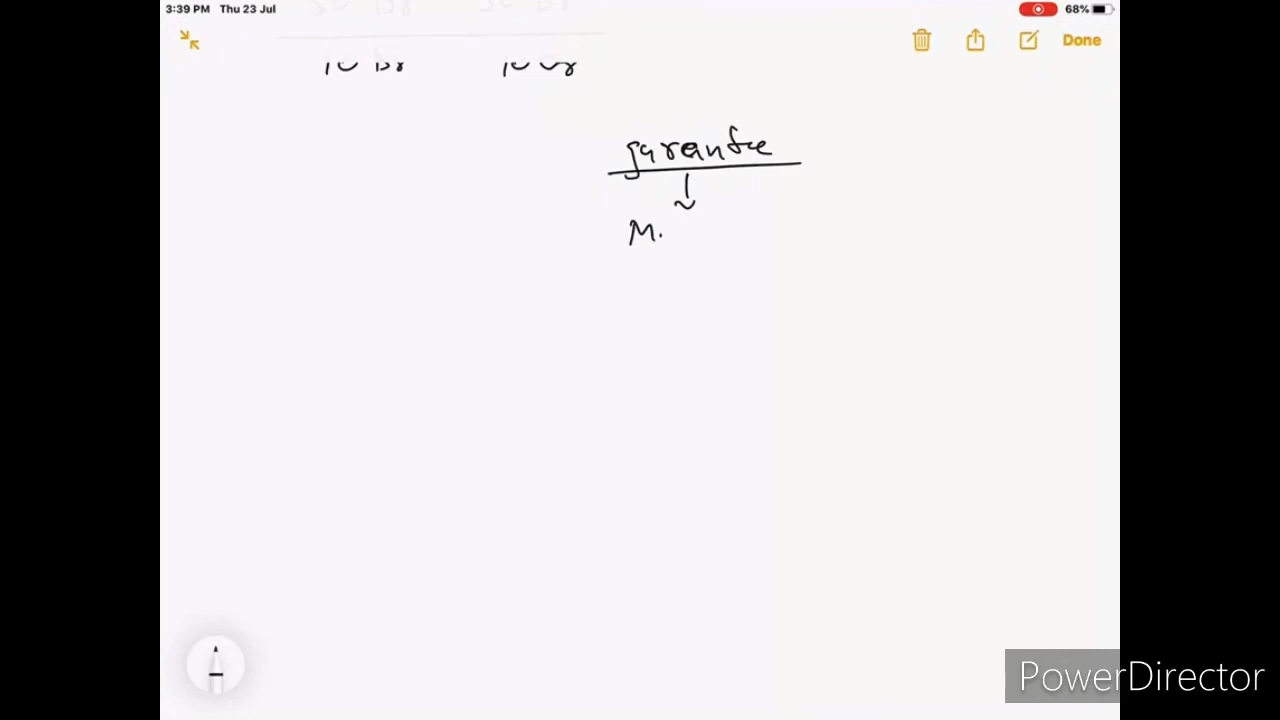 3:39 PM Thu 23 Jul 68%
Done
garantee
M.
PowerDirector